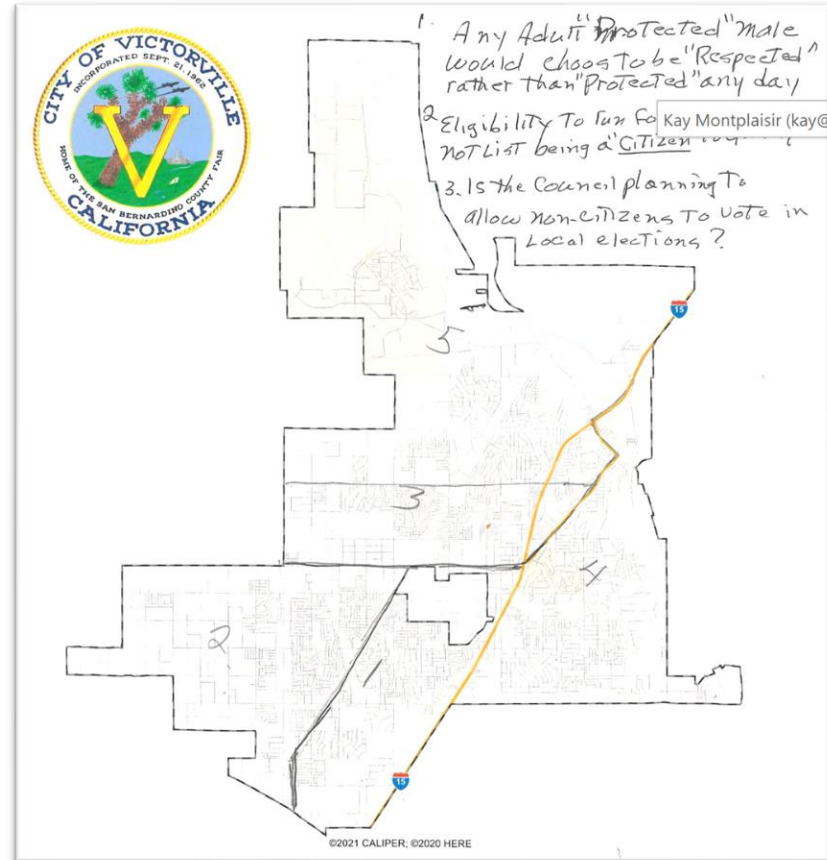 CITY OF VICTORVILLE
INCORPORATED SEPT. 21, 1962
V
HOME OF THE SAN BERNARDINO COUNTY FAIR
CALIFORNIA
1. Any Adult "Protected" Male
would choos to be "Respected"
rather than "Protected" any day
2 Eligibility To run fo
Kay Montplaisir (kay@
NOT LIST being a "Citizen
3. Is the Council planning to
allow non-citizens To vote in
Local elections?
15
5
3
4
2
1
15
©2021 CALIPER; ©2020 HERE